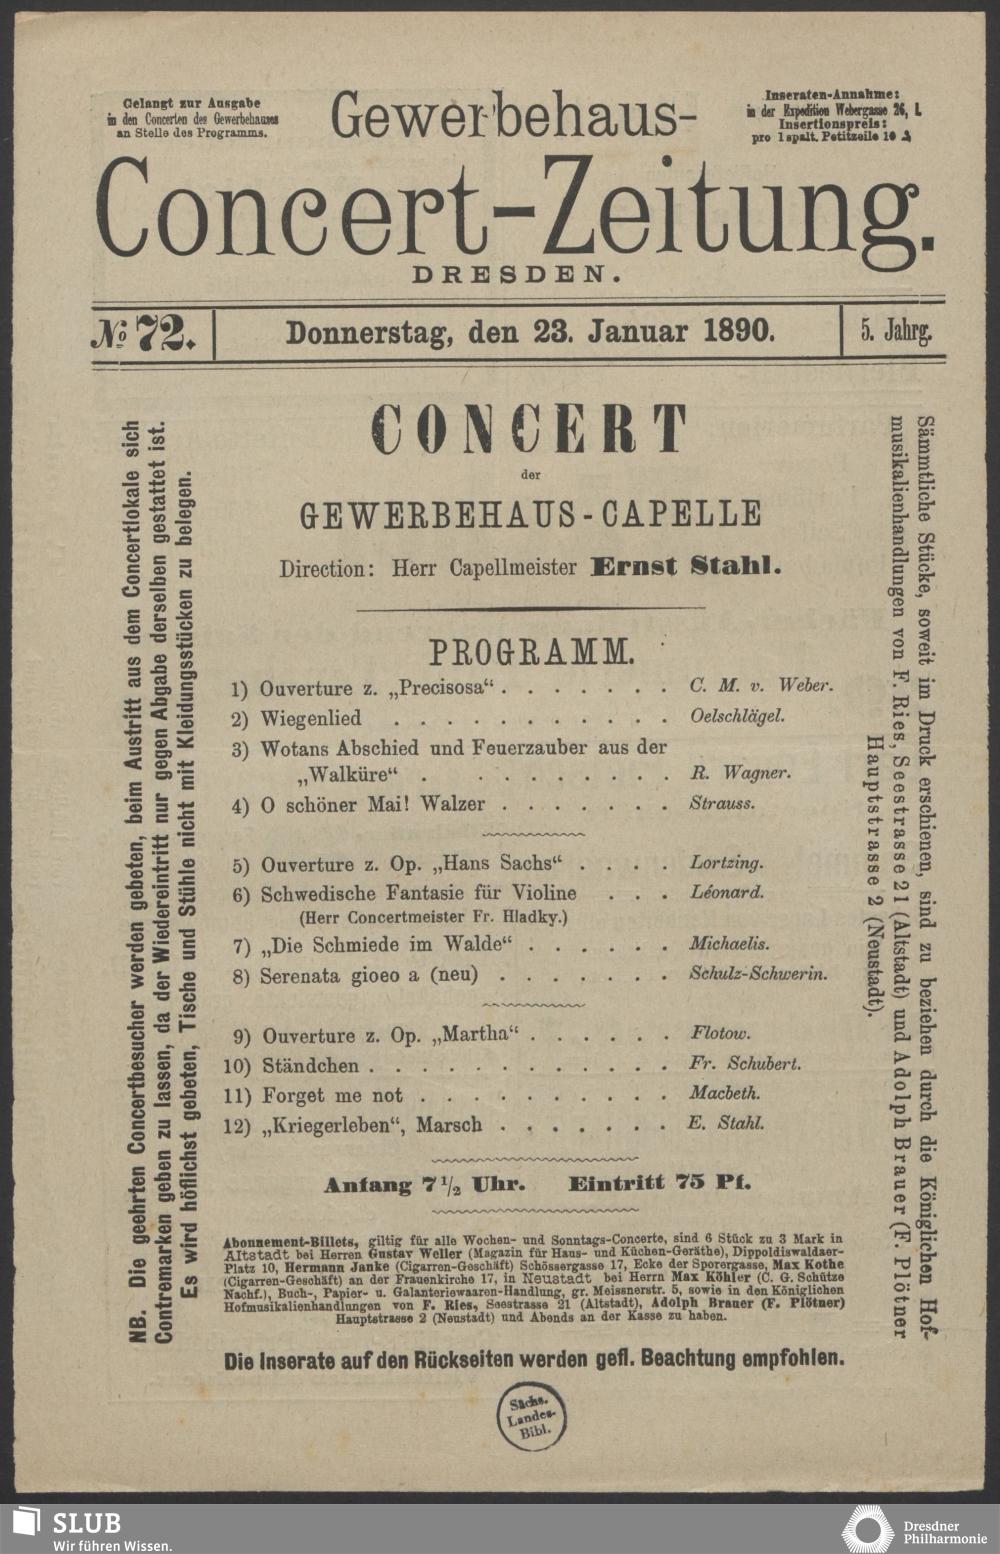 Gelangt zur Ausgabe
in den Concerten des Gewerbehauses
an Stelle des Programms.
Gewerbehaus-
Inseraten-Annahme:
in der Expedition Webergasse 26, I.
Insertionspreis:
pro 1 spalt. Petitzeile 10 ₰
Concert-Zeitung.
DRESDEN.
No 72.
Donnerstag, den 23. Januar 1890.
5. Jahrg.
NB. Die geehrten Concertbesucher werden gebeten, beim Austritt aus dem Concertlokale sich
Contremarken geben zu lassen, da der Wiedereintritt nur gegen Abgabe derselben gestattet ist.
Es wird höflichst gebeten, Tische und Stühle nicht mit Kleidungsstücken zu belegen.
CONCERT
der
GEWERBEHAUS-CAPELLE
Direction: Herr Capellmeister Ernst Stahl.
PROGRAMM.
1) Ouverture z. „Precisosa“ . . . . . . . C. M. v. Weber.
2) Wiegenlied . . . . . . . . . . . Oelschlägel.
3) Wotans Abschied und Feuerzauber aus der
„Walküre“ . . . . . . . . . R. Wagner.
4) O schöner Mai! Walzer . . . . . . . Strauss.
5) Ouverture z. Op. „Hans Sachs“ . . . . Lortzing.
6) Schwedische Fantasie für Violine . . . Léonard.
(Herr Concertmeister Fr. Hladky.)
7) „Die Schmiede im Walde“ . . . . . . Michaelis.
8) Serenata gioeo a (neu) . . . . . . . Schulz-Schwerin.
9) Ouverture z. Op. „Martha“ . . . . . . Flotow.
10) Ständchen . . . . . . . . . . . . Fr. Schubert.
11) Forget me not . . . . . . . . . . Macbeth.
12) „Kriegerleben“, Marsch . . . . . . . E. Stahl.
Anfang 7 1/2 Uhr. Eintritt 75 Pf.
Abonnement-Billets, giltig für alle Wochen- und Sonntags-Concerte, sind 6 Stück zu 3 Mark in
Altstadt bei Herren Gustav Weller (Magazin für Haus- und Küchen-Geräthe), Dippoldiswaldaer-
Platz 10, Hermann Janke (Cigarren-Geschäft) Schössergasse 17, Ecke der Sporergasse, Max Kothe
(Cigarren-Geschäft) an der Frauenkirche 17, in Neustadt bei Herrn Max Köhler (C. G. Schütze
Nachf.), Buch-, Papier- u. Galanteriewaaren-Handlung, gr. Meissnerstr. 5, sowie in den Königlichen
Hofmusikalienhandlungen von F. Ries, Seestrasse 21 (Altstadt), Adolph Brauer (F. Plötner)
Hauptstrasse 2 (Neustadt) und Abends an der Kasse zu haben.
Die Inserate auf den Rückseiten werden gefl. Beachtung empfohlen.
Sämmtliche Stücke, soweit im Druck erschienen, sind zu beziehen durch die Königlichen Hof-
musikalienhandlungen von F. Ries, Seestrasse 21 (Altstadt) und Adolph Brauer (F. Plötner
Hauptstrasse 2 (Neustadt).
Sächs.
Landes-
Bibl.
SLUB
Wir führen Wissen.
Dresdner
Philharmonie